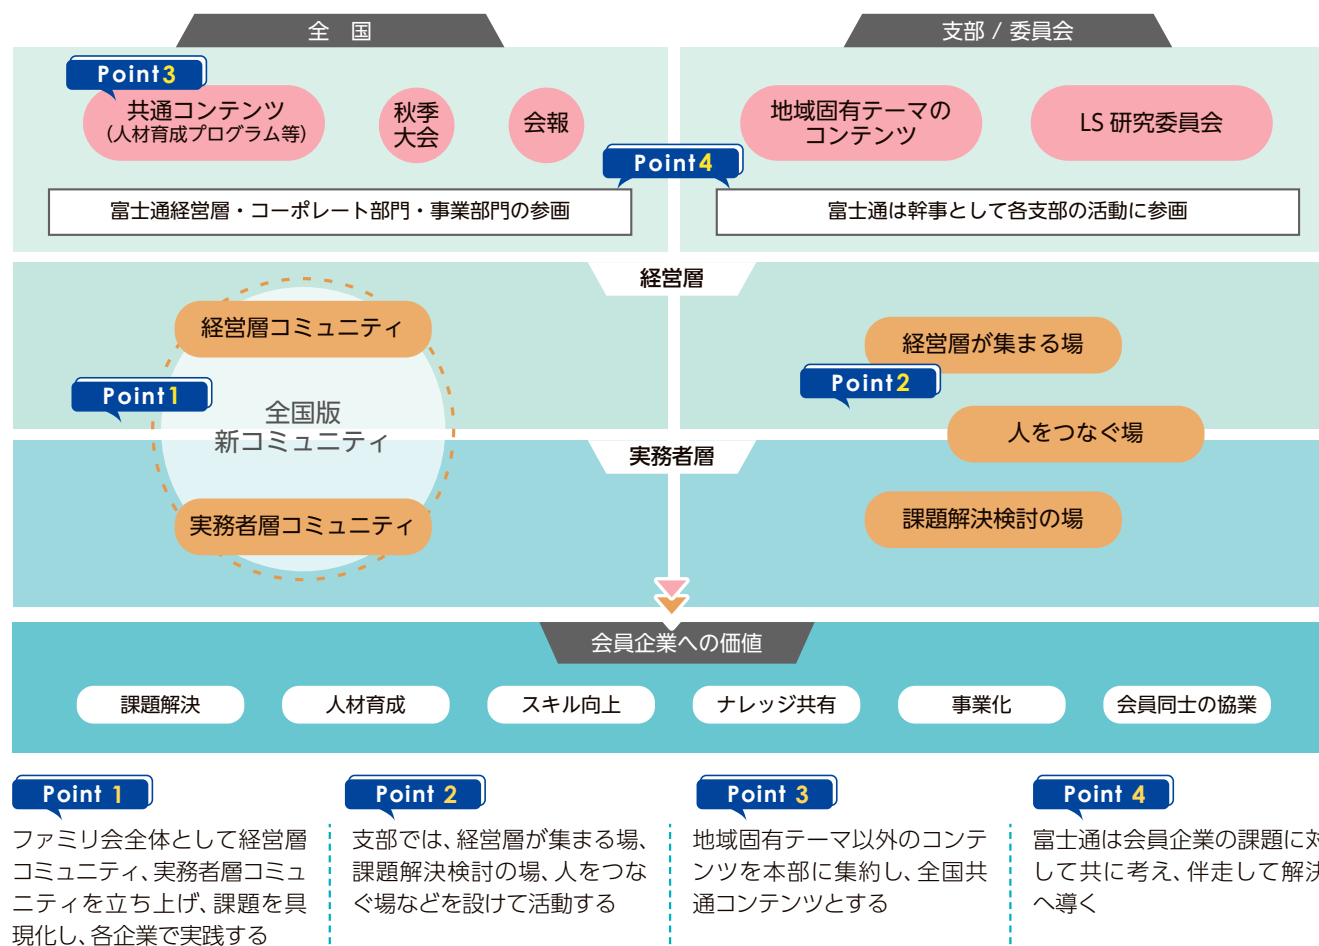 全 国
支部 / 委員会
Point3
共通コンテンツ
（人材育成プログラム等）
秋季
大会
会報
地域固有テーマの
コンテンツ
LS 研究委員会
Point4
富士通経営層・コーポレート部門・事業部門の参画
富士通は幹事として各支部の活動に参画
経営層
経営層コミュニティ
経営層が集まる場
Point1
Point2
全国版
新コミュニティ
人をつなぐ場
実務者層
実務者層コミュニティ
課題解決検討の場
会員企業への価値
課題解決
人材育成
スキル向上
ナレッジ共有
事業化
会員同士の協業
Point 1
ファミリ会全体として経営層
コミュニティ、実務者層コミュ
ニティを立ち上げ、課題を具
現化し、各企業で実践する
Point 2
支部では、経営層が集まる場、
課題解決検討の場、人をつな
ぐ場などを設けて活動する
Point 3
地域固有テーマ以外のコンテ
ンツを本部に集約し、全国共
通コンテンツとする
Point 4
富士通は会員企業の課題に対
して共に考え、伴走して解決
へ導く